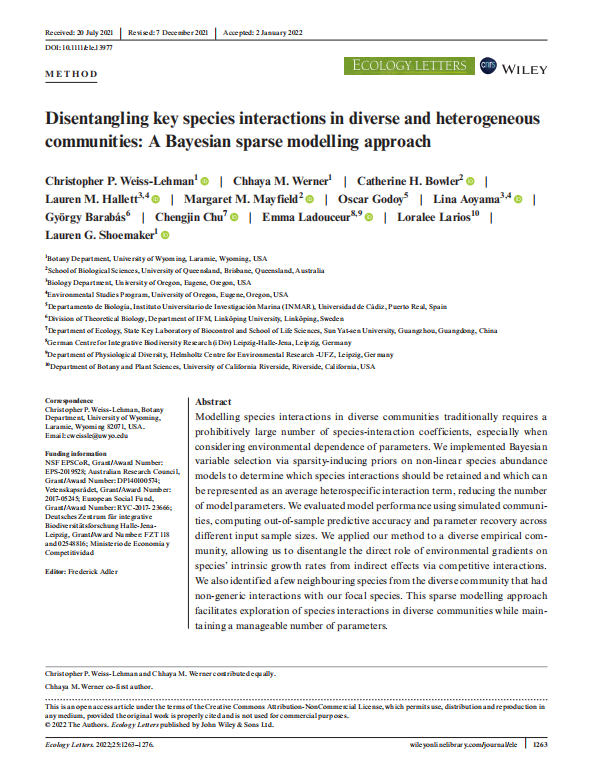 Received: 20 July 2021 | Revised: 7 December 2021 | Accepted: 2 January 2022
DOI: 10.1111/ele.13977
METHOD
ECOLOGY LETTERS
cnrs
WILEY
Disentangling key species interactions in diverse and heterogeneous
communities: A Bayesian sparse modelling approach
Christopher P. Weiss-Lehman1 | Chhaya M. Werner1 | Catherine H. Bowler2 |
Lauren M. Hallett3,4 | Margaret M. Mayfield2 | Oscar Godoy5 | Lina Aoyama3,4 |
György Barabás6 | Chengjin Chu7 | Emma Ladouceur8,9 | Loralee Larios10 |
Lauren G. Shoemaker1
1Botany Department, University of Wyoming, Laramie, Wyoming, USA
2School of Biological Sciences, University of Queensland, Brisbane, Queensland, Australia
3Biology Department, University of Oregon, Eugene, Oregon, USA
4Environmental Studies Program, University of Oregon, Eugene, Oregon, USA
5Departamento de Biología, Instituto Universitario de Investigación Marina (INMAR), Universidad de Cádiz, Puerto Real, Spain
6Division of Theoretical Biology, Department of IFM, Linköping University, Linköping, Sweden
7Department of Ecology, State Key Laboratory of Biocontrol and School of Life Sciences, Sun Yat-sen University, Guangzhou, Guangdong, China
8German Centre for Integrative Biodiversity Research (iDiv) Leipzig-Halle-Jena, Leipzig, Germany
9Department of Physiological Diversity, Helmholtz Centre for Environmental Research -UFZ, Leipzig, Germany
10Department of Botany and Plant Sciences, University of California Riverside, Riverside, California, USA
Correspondence
Christopher P. Weiss-Lehman, Botany
Department, University of Wyoming,
Laramie, Wyoming 82071, USA.
Email: cweissle@uwyo.edu
Funding information
NSF EPSCoR, Grant/Award Number:
EPS-2019528; Australian Research Council,
Grant/Award Number: DP140100574;
Vetenskapsrådet, Grant/Award Number:
2017-05245; European Social Fund,
Grant/Award Number: RYC-2017- 23666;
Deutsches Zentrum für integrative
Biodiversitätsforschung Halle-Jena-
Leipzig, Grant/Award Number: FZT 118
and 02548816; Ministerio de Economía y
Competitividad
Editor: Frederick Adler
Abstract
Modelling species interactions in diverse communities traditionally requires a
prohibitively large number of species-interaction coefficients, especially when
considering environmental dependence of parameters. We implemented Bayesian
variable selection via sparsity-inducing priors on non-linear species abundance
models to determine which species interactions should be retained and which can
be represented as an average heterospecific interaction term, reducing the number
of model parameters. We evaluated model performance using simulated communi-
ties, computing out-of-sample predictive accuracy and parameter recovery across
different input sample sizes. We applied our method to a diverse empirical com-
munity, allowing us to disentangle the direct role of environmental gradients on
species' intrinsic growth rates from indirect effects via competitive interactions.
We also identified a few neighbouring species from the diverse community that had
non-generic interactions with our focal species. This sparse modelling approach
facilitates exploration of species interactions in diverse communities while main-
taining a manageable number of parameters.
Christopher P. Weiss-Lehman and Chhaya M. Werner contributed equally.
Chhaya M. Werner co-first author.
This is an open access article under the terms of the Creative Commons Attribution-NonCommercial License, which permits use, distribution and reproduction in
any medium, provided the original work is properly cited and is not used for commercial purposes.
© 2022 The Authors. Ecology Letters published by John Wiley & Sons Ltd.
Ecology Letters. 2022;25:1263–1276.
wileyonlinelibrary.com/journal/ele | 1263